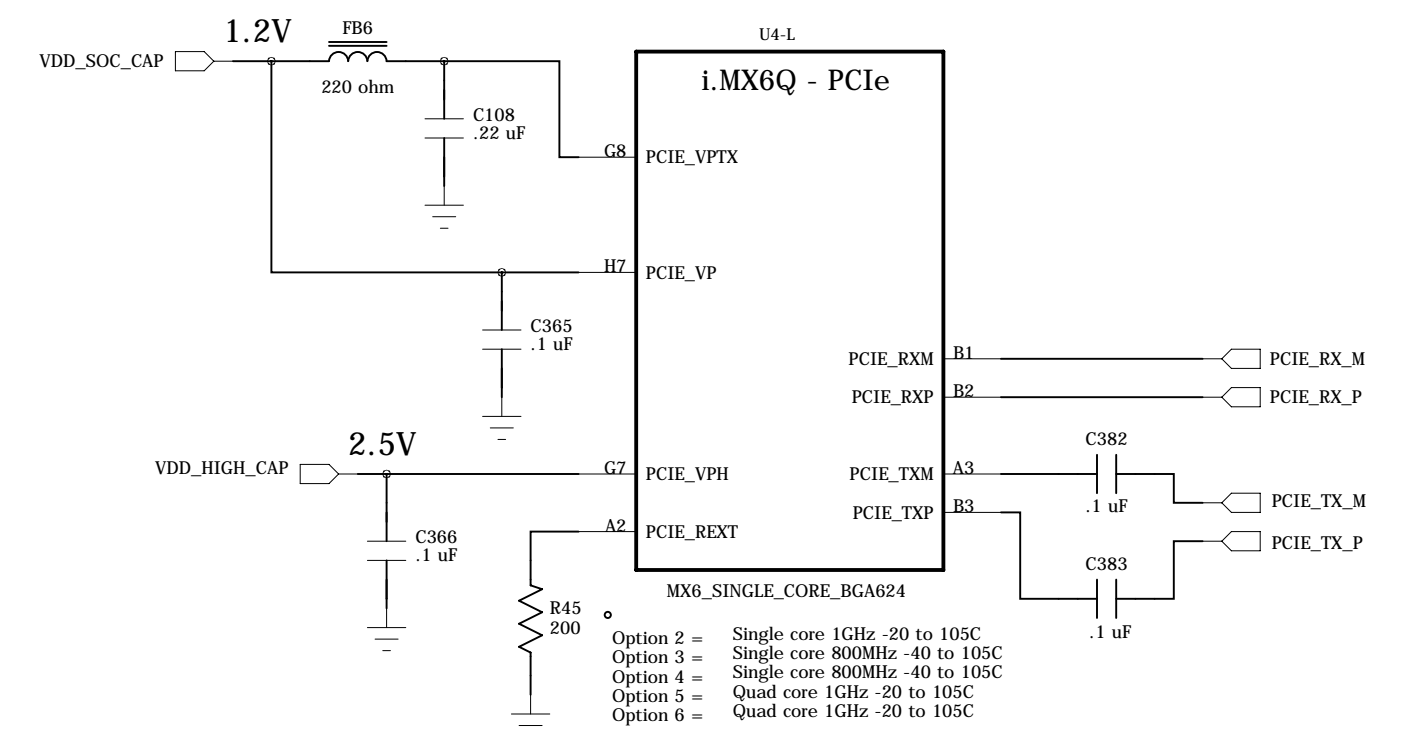 1.2V
FB6
U4-L
VDD_SOC_CAP
220 ohm
i.MX6Q - PCIe
C108
.22 uF
G8 PCIE_VPTX
H7 PCIE_VP
C365
.1 uF
PCIE_RXM B1 PCIE_RX_M
PCIE_RXP B2 PCIE_RX_P
2.5V
C382
VDD_HIGH_CAP
G7 PCIE_VPH
PCIE_TXM A3
.1 uF
PCIE_TX_M
PCIE_TXP B3
A2 PCIE_REXT
C366
.1 uF
PCIE_TX_P
C383
.1 uF
MX6_SINGLE_CORE_BGA624
R45
200
Option 2 = Single core 1GHz -20 to 105C
Option 3 = Single core 800MHz -40 to 105C
Option 4 = Single core 800MHz -40 to 105C
Option 5 = Quad core 1GHz -20 to 105C
Option 6 = Quad core 1GHz -20 to 105C